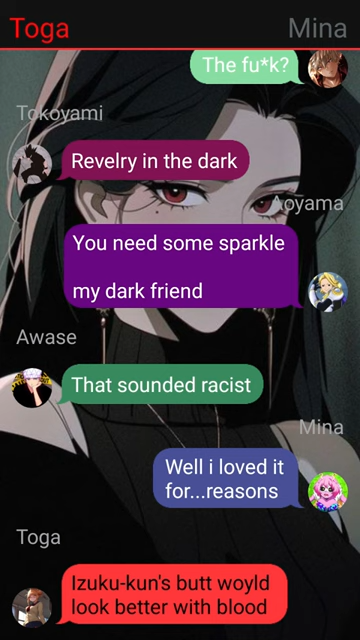 Toga
Mina
The fu*k?
Tokoyami
Revelry in the dark
Aoyama
You need some sparkle
my dark friend
Awase
That sounded racist
Mina
Well i loved it
for...reasons
Toga
Izuku-kun's butt woyld
look better with blood